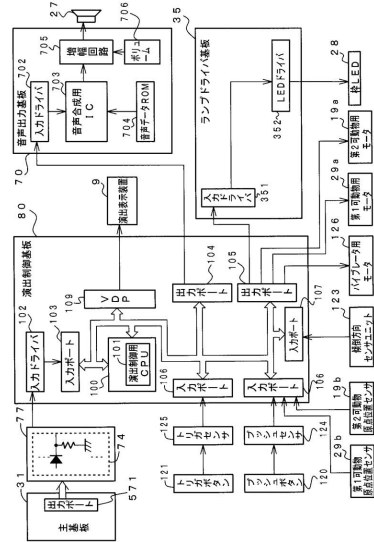 31
主基板
出力ポート
571
77
74
80
演出制御基板
102
入力ドライバ
103
入力ポート
109
VDP
100
101
演出制御用
CPU
106
入力ポート
106
入力ポート
104
出力ポート
105
出力ポート
107
入力ポート
9
演出表示装置
70
音声出力基板
702
入力ドライバ
703
音声合成用
IC
704
音声データROM
705
増幅回路
706
ボリューム
27
35
ランプドライバ基板
351
入力ドライバ
352
LEDドライバ
28
枠LED
19a
第2可動物用
モータ
29a
第1可動物用
モータ
126
バイブレータ用
モータ
123
傾倒方向
センサユニット
19b
第2可動物
原点位置センサ
29b
第1可動物
原点位置センサ
121
トリガボタン
125
トリガセンサ
120
プッシュボタン
124
プッシュセンサ